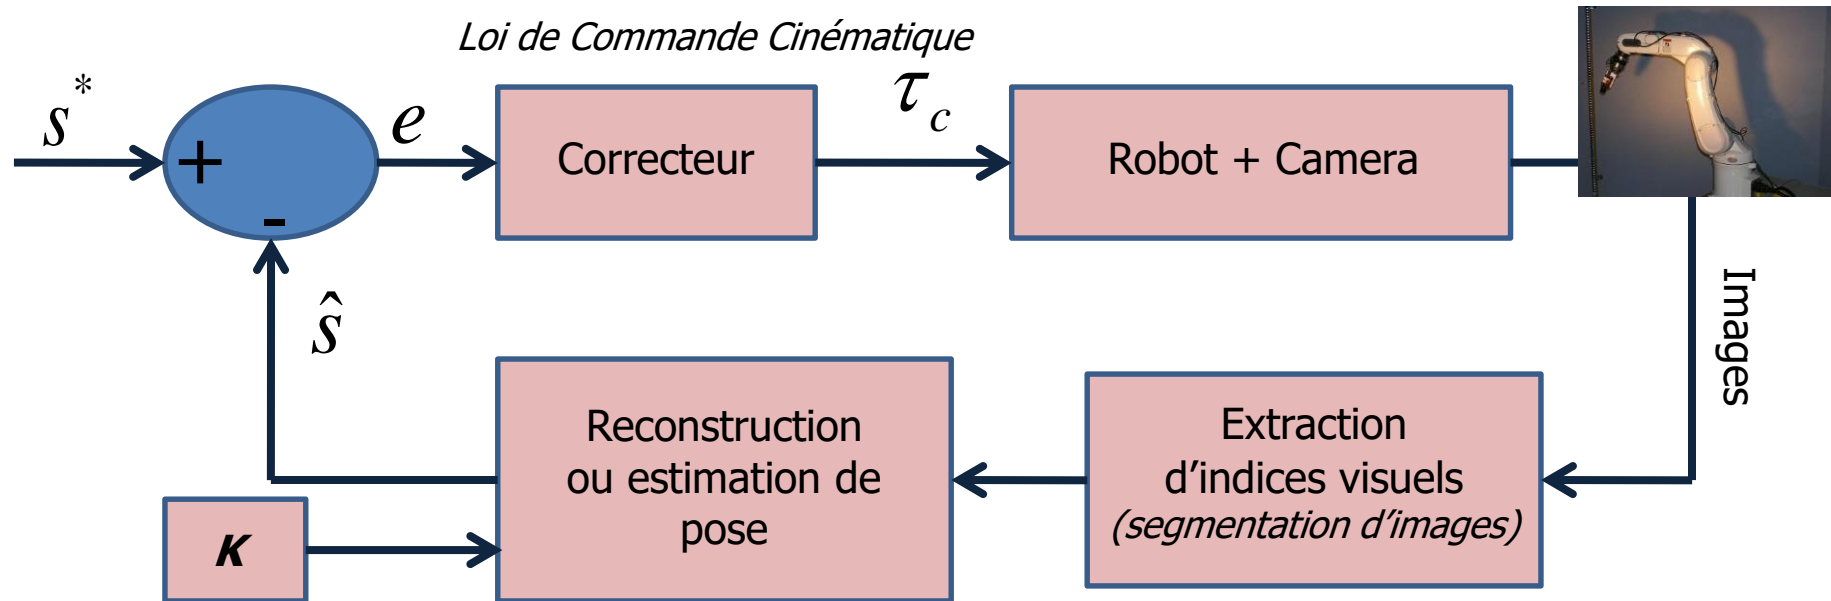 Loi de Commande Cinématique
s*
+
-
e
Correcteur
τc
Robot + Camera
Images
ŝ
Reconstruction
ou estimation de
pose
Extraction
d'indices visuels
(segmentation d'images)
K